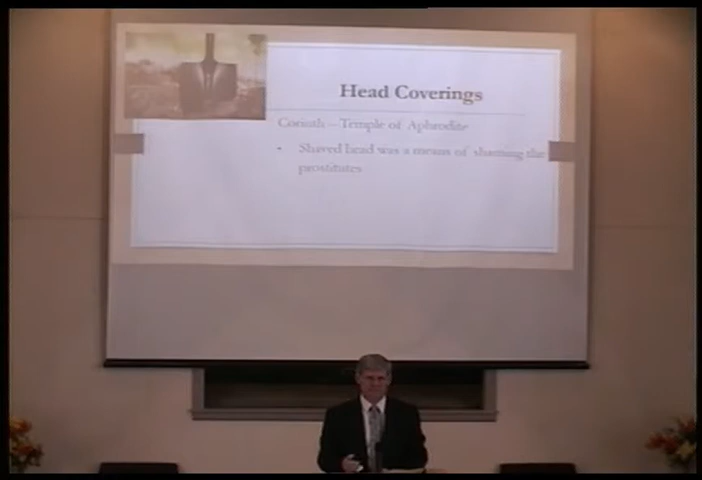 Head Coverings
Corinth – Temple of Aphrodite
• Shaved head was a means of shaming the
prostitutes